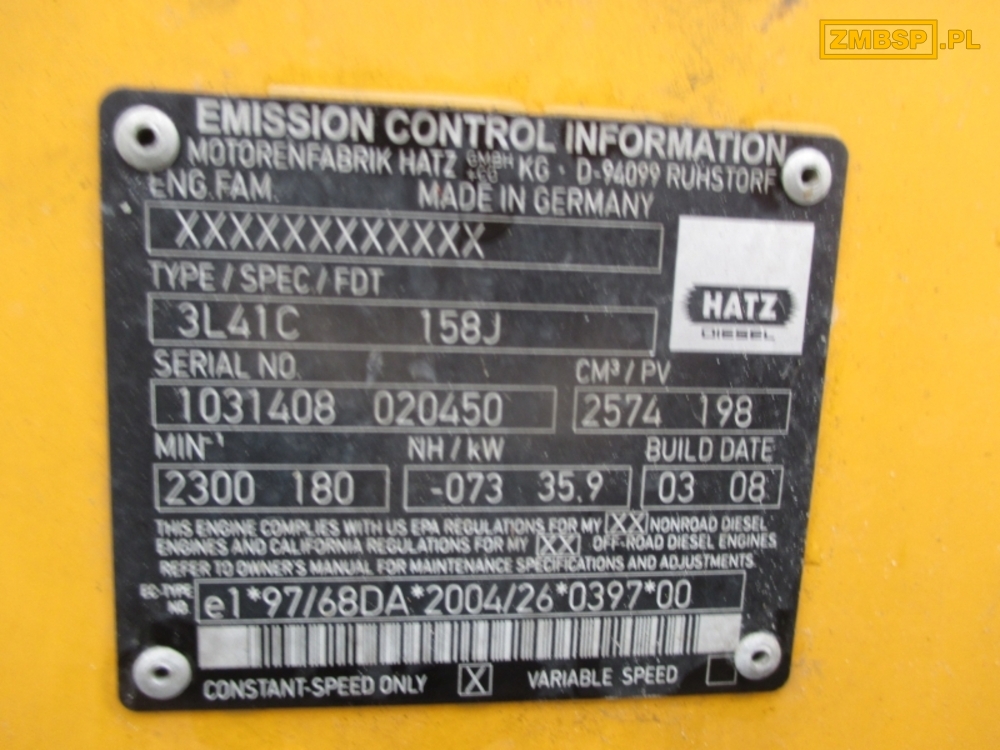 ZMBSP.PL
EMISSION CONTROL INFORMATION
MOTORENFABRIK HATZ GMBH +CO KG · D-94099 RUHSTORF
ENG.FAM. MADE IN GERMANY
XXXXXXXXXXXX
TYPE / SPEC / FDT
3L41C 158J
HATZ
DIESEL
SERIAL NO. CM³ / PV
1031408 020450 2574 198
MIN-¹ NH / kW BUILD DATE
2300 180 -073 35.9 03 08
THIS ENGINE COMPLIES WITH US EPA REGULATIONS FOR MY XX NONROAD DIESEL
ENGINES AND CALIFORNIA REGULATIONS FOR MY XX OFF-ROAD DIESEL ENGINES
REFER TO OWNER'S MANUAL FOR MAINTENANCE SPECIFICATIONS AND ADJUSTMENTS.
EC-TYPE
NO. e1*97/68DA*2004/26*0397*00
CONSTANT-SPEED ONLY X VARIABLE SPEED